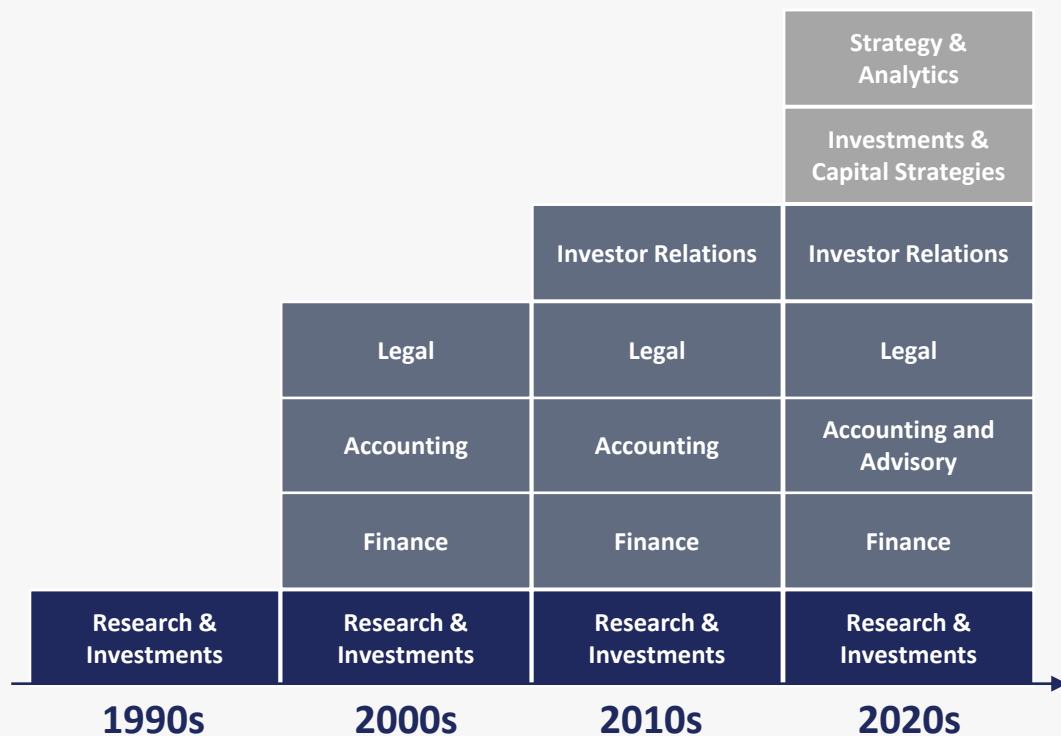 Strategy &
Analytics
Investments &
Capital Strategies
Investor Relations
Investor Relations
Legal
Legal
Legal
Accounting
Accounting
Accounting and
Advisory
Finance
Finance
Finance
Research &
Investments
Research &
Investments
Research &
Investments
Research &
Investments
1990s
2000s
2010s
2020s